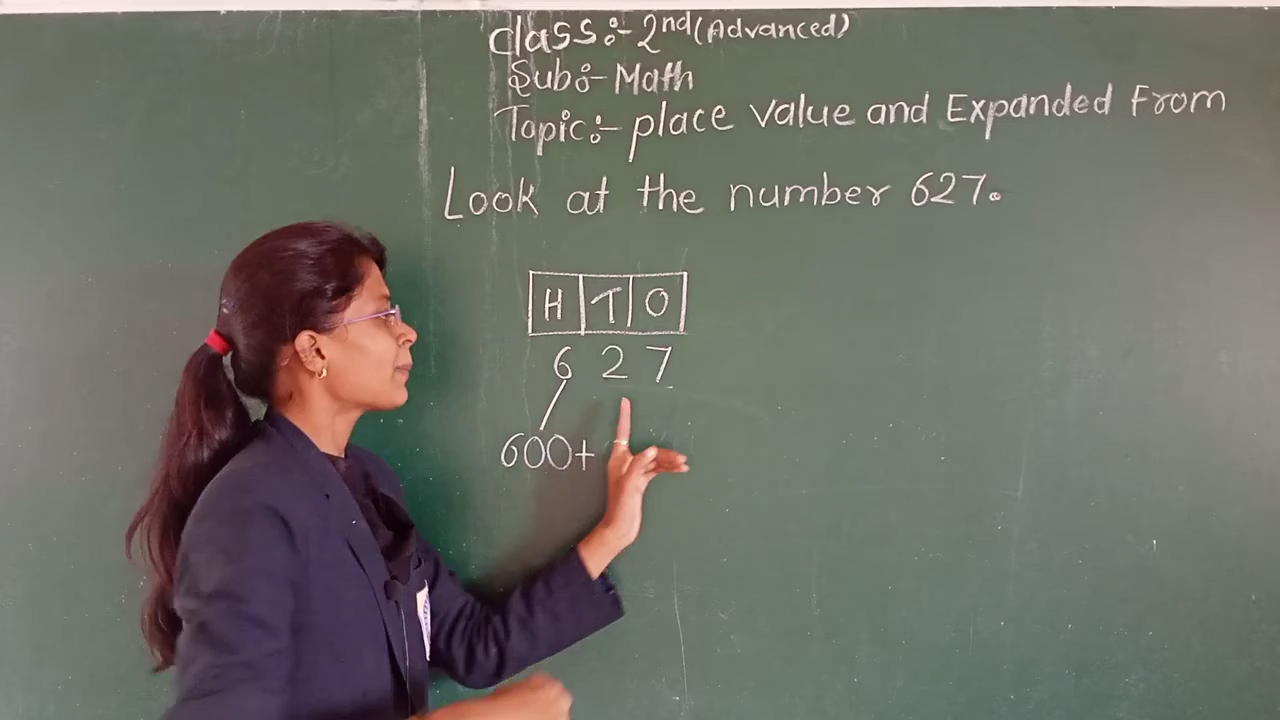 Class:- 2nd (Advanced)
Sub:- Math
Topic:- place value and Expanded From
Look at the number 627.
H T O
6 2 7
600+